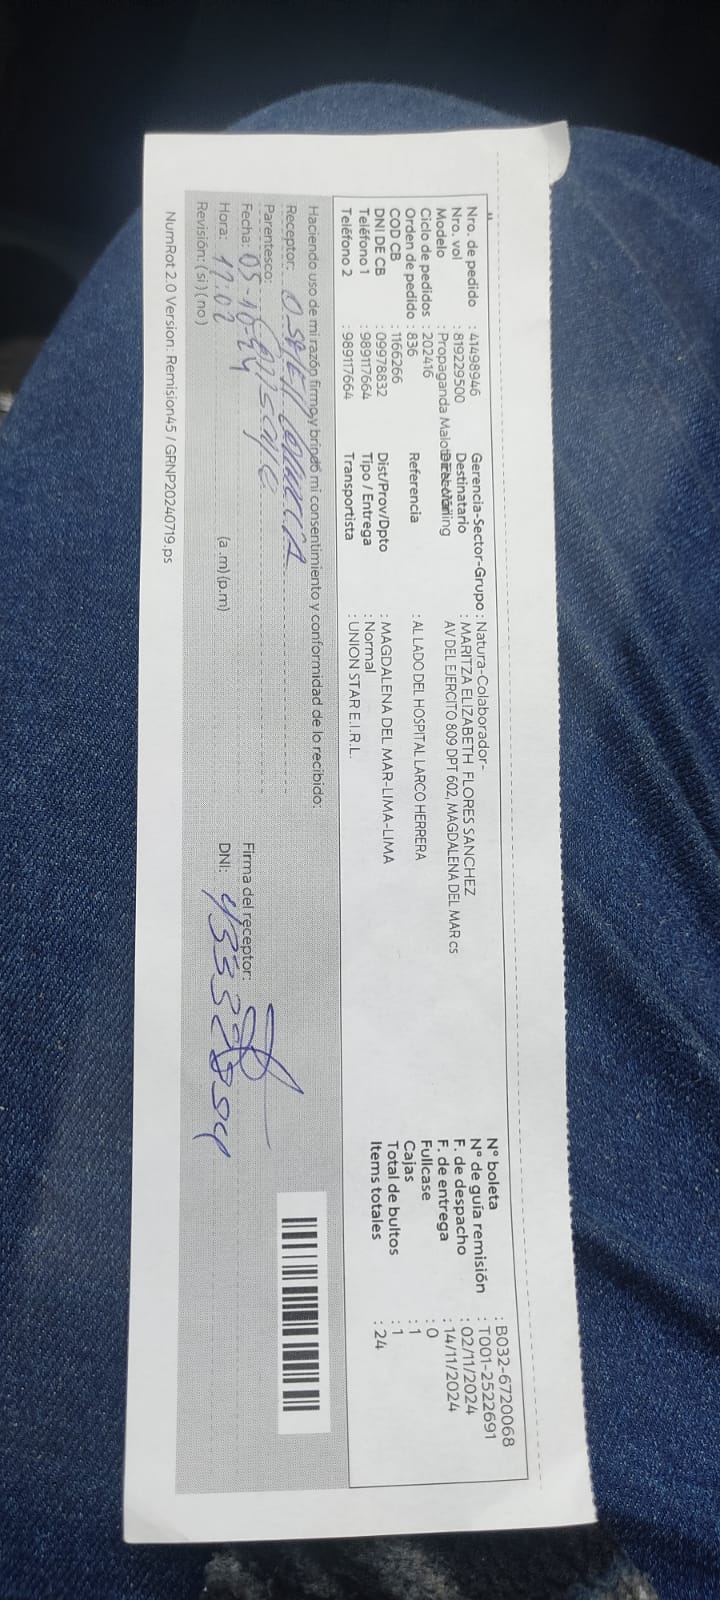 Nro. de pedido : 41498946
Nro. vol : 819229500
Modelo : Propaganda
Ciclo de pedidos : 202416
Orden de pedido : 836
COD CB : 1166266
DNI DE CB : 09978832
Teléfono 1 : 989117664
Teléfono 2 : 989117664
Gerencia-Sector-Grupo : Natura-Colaborador-
Destinatario : MARITZA ELIZABETH FLORES SANCHEZ
AV DEL EJERCITO 809 DPT 602, MAGDALENA DEL MAR cs
Referencia : AL LADO DEL HOSPITAL LARCO HERRERA
Dist/Prov/Dpto : MAGDALENA DEL MAR-LIMA-LIMA
Tipo / Entrega : Normal
Transportista : UNION STAR E.I.R.L.
N° boleta : B032-6720068
N° de guía remisión : T001-2522691
F. de despacho : 02/11/2024
F. de entrega : 14/11/2024
Fullcase : 0
Cajas : 1
Total de bultos : 1
Items totales : 24
Haciendo uso de mi razón firmo y brindo mi consentimiento y conformidad de lo recibido:
Receptor:
Parentesco:
Fecha:
Hora: (a.m) (p.m)
Revisión: (si) (no)
Firma del receptor:
DNI:
NumRot 2.0 Version: Remision45 / GRNP20240719.ps